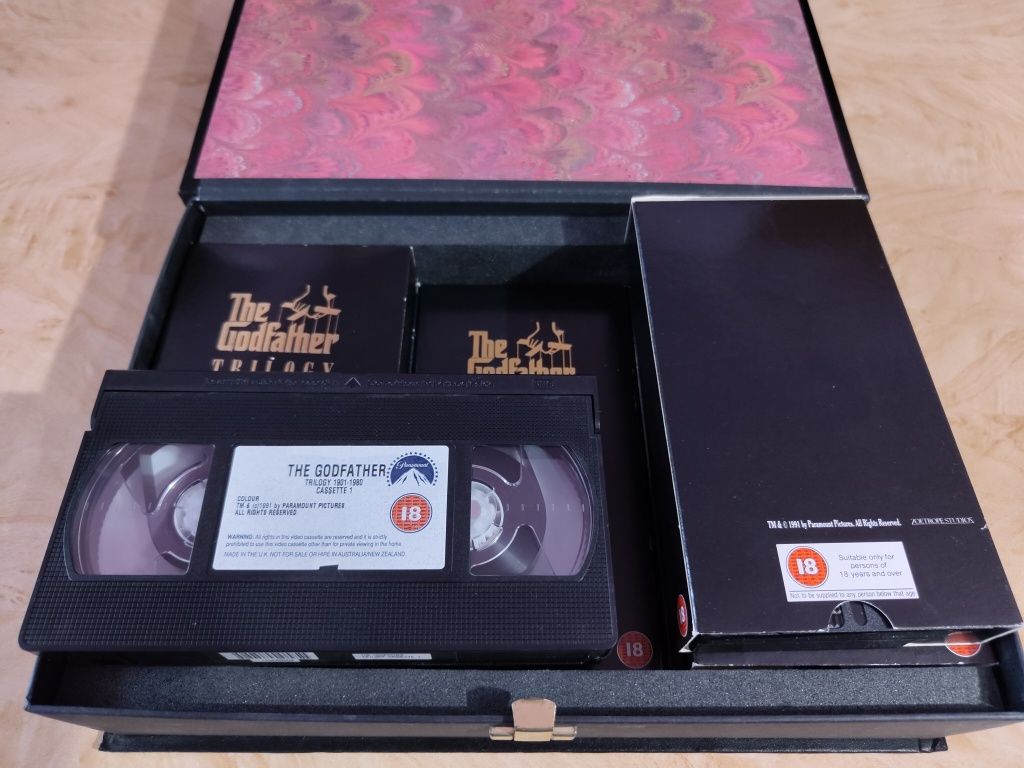 The
Godfather
TRILOGY
The
Godfather
THE GODFATHER
TRILOGY 1901-1980
CASSETTE 1
Paramount
COLOUR
TM & (c)1991 by PARAMOUNT PICTURES
ALL RIGHTS RESERVED
18
WARNING: All rights in this video cassette are reserved and it is strictly
prohibited to use this video cassette other than for private viewing in the home.
MADE IN THE U.K. NOT FOR SALE OR HIRE IN AUSTRALIA/NEW ZEALAND.
18
TM & © 1991 by Paramount Pictures. All Rights Reserved.
ZOETROPE STUDIOS
18
Suitable only for
persons of
18 years and over
Not to be supplied to any person below that age
18